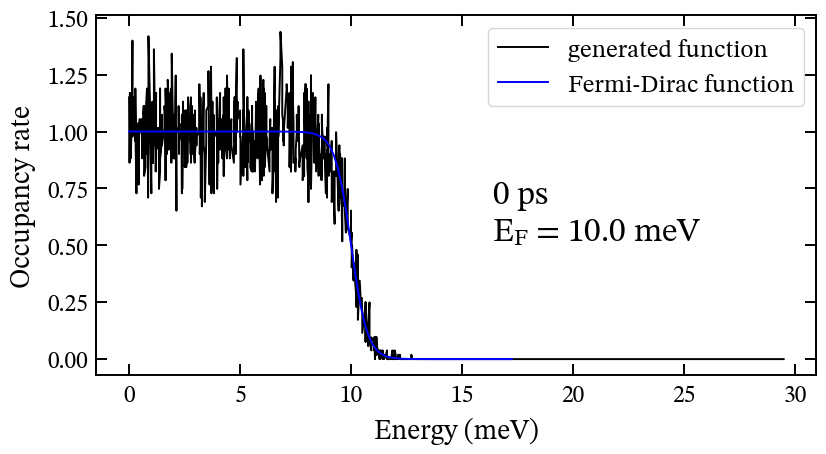 generated function
Fermi-Dirac function
0 ps
E_F = 10.0 meV
Occupancy rate
1.50
1.25
1.00
0.75
0.50
0.25
0.00
0 5 10 15 20 25 30
Energy (meV)